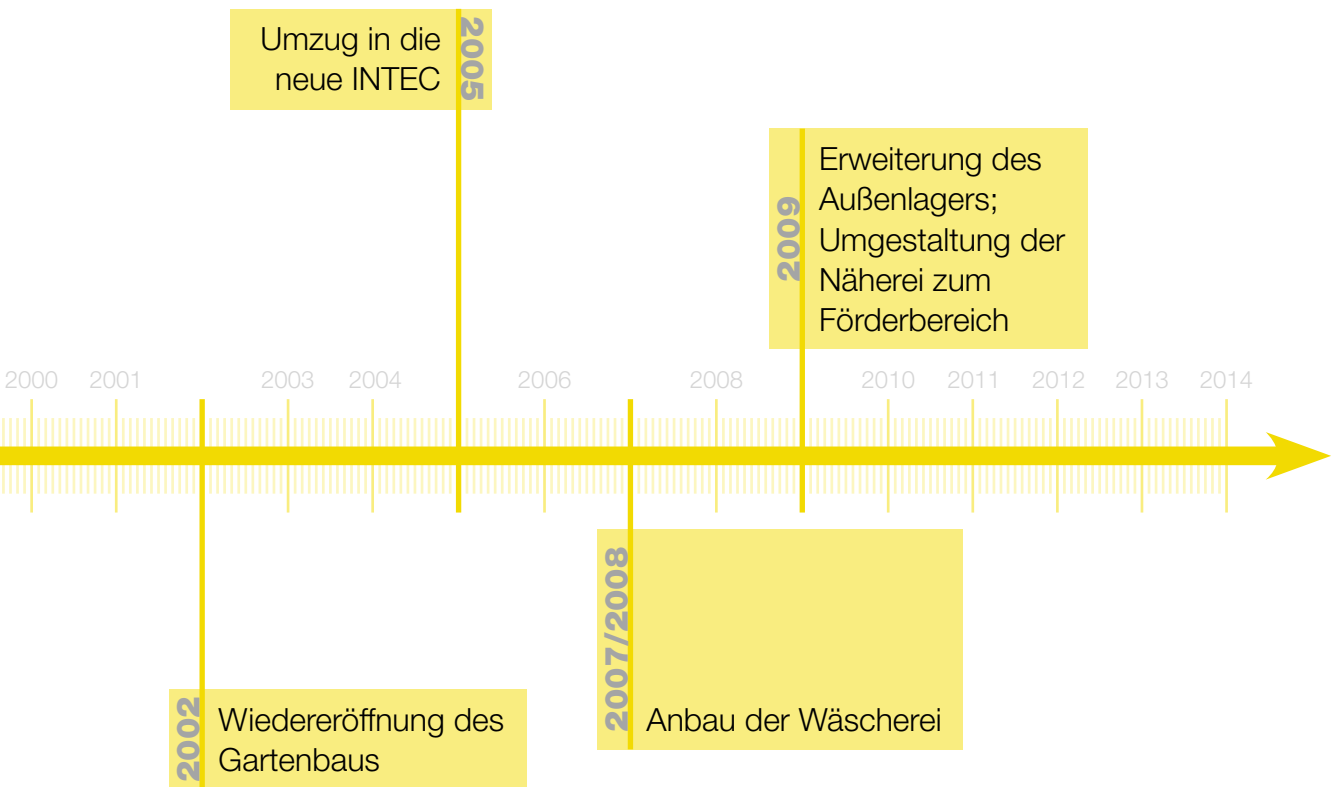 Umzug in die
neue INTEC
2005
2009
Erweiterung des
Außenlagers;
Umgestaltung der
Näherei zum
Förderbereich
2000 2001 2003 2004 2006 2008 2010 2011 2012 2013 2014
2002
Wiedereröffnung des
Gartenbaus
2007/2008
Anbau der Wäscherei